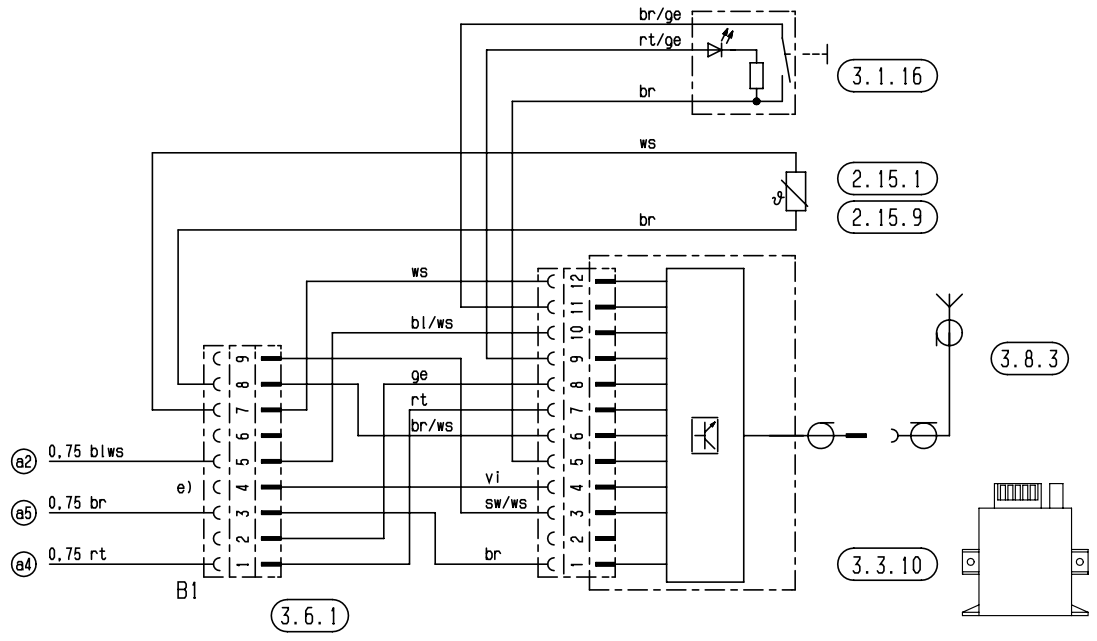 br/ge
rt/ge
br
3.1.16
ws
ϑ
2.15.1
br
2.15.9
ws
12
11
bl/ws
10
9
9
3.8.3
ge
8
8
rt
7
7
br/ws
6
6
a2 0,75 blws
5
5
e)
4
vi
4
a5 0,75 br
3
sw/ws
3
2
2
a4 0,75 rt
1
br
1
3.3.10
B1
3.6.1